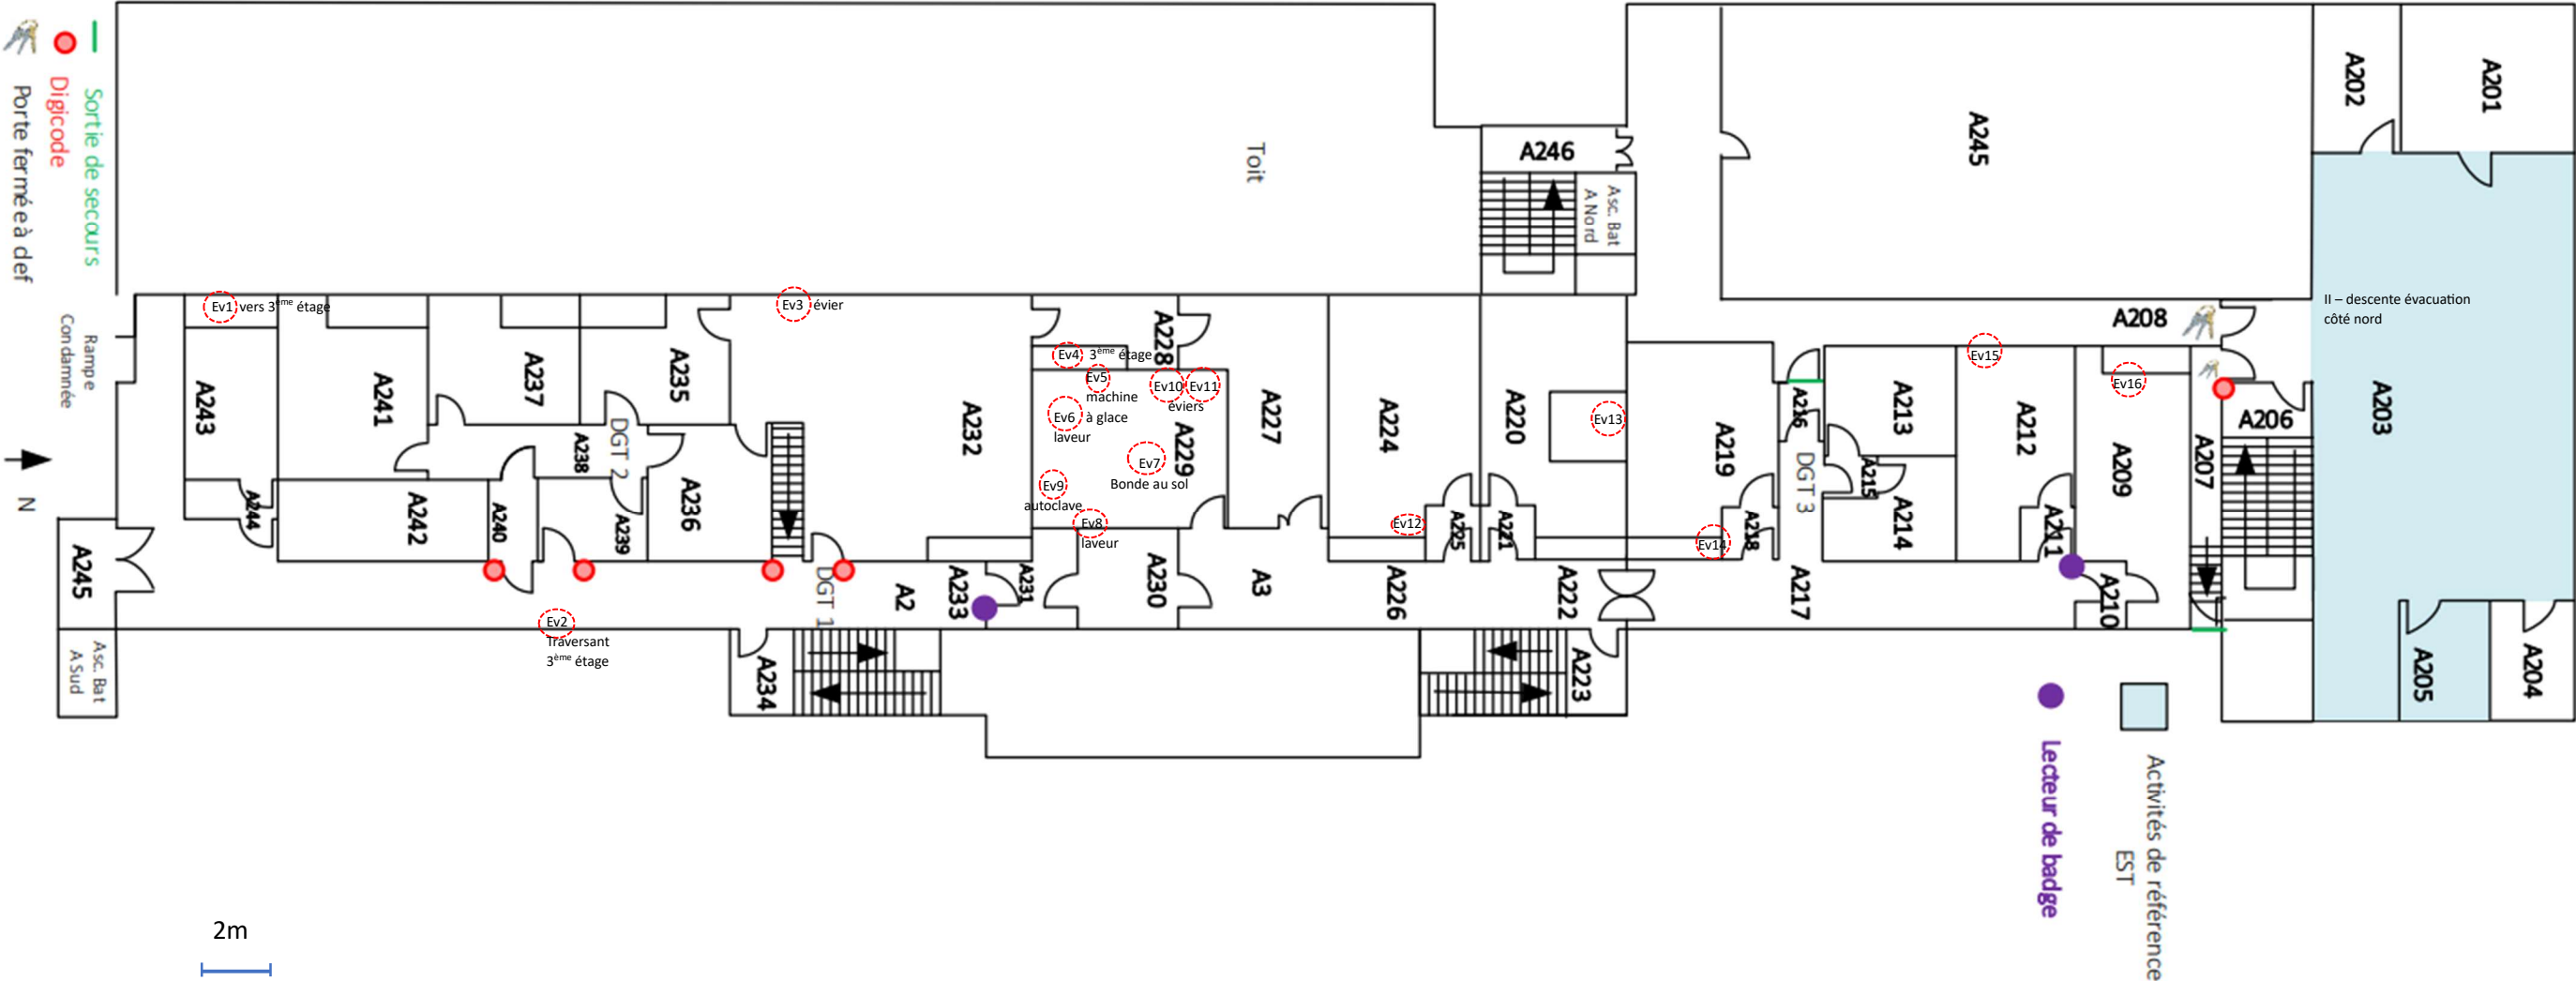 Sortie de secours
Digicode
Porte fermée à clef
Rampe
Condamnée
N
Toit
A246
Asc. Bat
A Nord
A245
A202
A201
Ev1 vers 3ème étage
Ev3 évier
A243
A244
A241
A242
A240
A237
A238
DGT 2
A239
A235
A236
A232
Ev4 3ème étage
A228
Ev5
machine
à glace
Ev6
laveur
Ev10
Ev11
éviers
A229
Ev7
Bonde au sol
Ev9
autoclave
Ev8
laveur
A227
A224
Ev12
A225
A220
A221
Ev13
A219
Ev14
A218
A216
DGT 3
A213
A215
A214
Ev15
A212
A211
A208
Ev16
A209
A210
A207
A206
II – descente évacuation
côté nord
A203
A205
A204
A245
Asc. Bat
A Sud
Ev2
Traversant
3ème étage
DGT 1
A2
A233
A231
A230
A3
A226
A222
A217
A234
A223
Lecteur de badge
Activités de référence
EST
2m